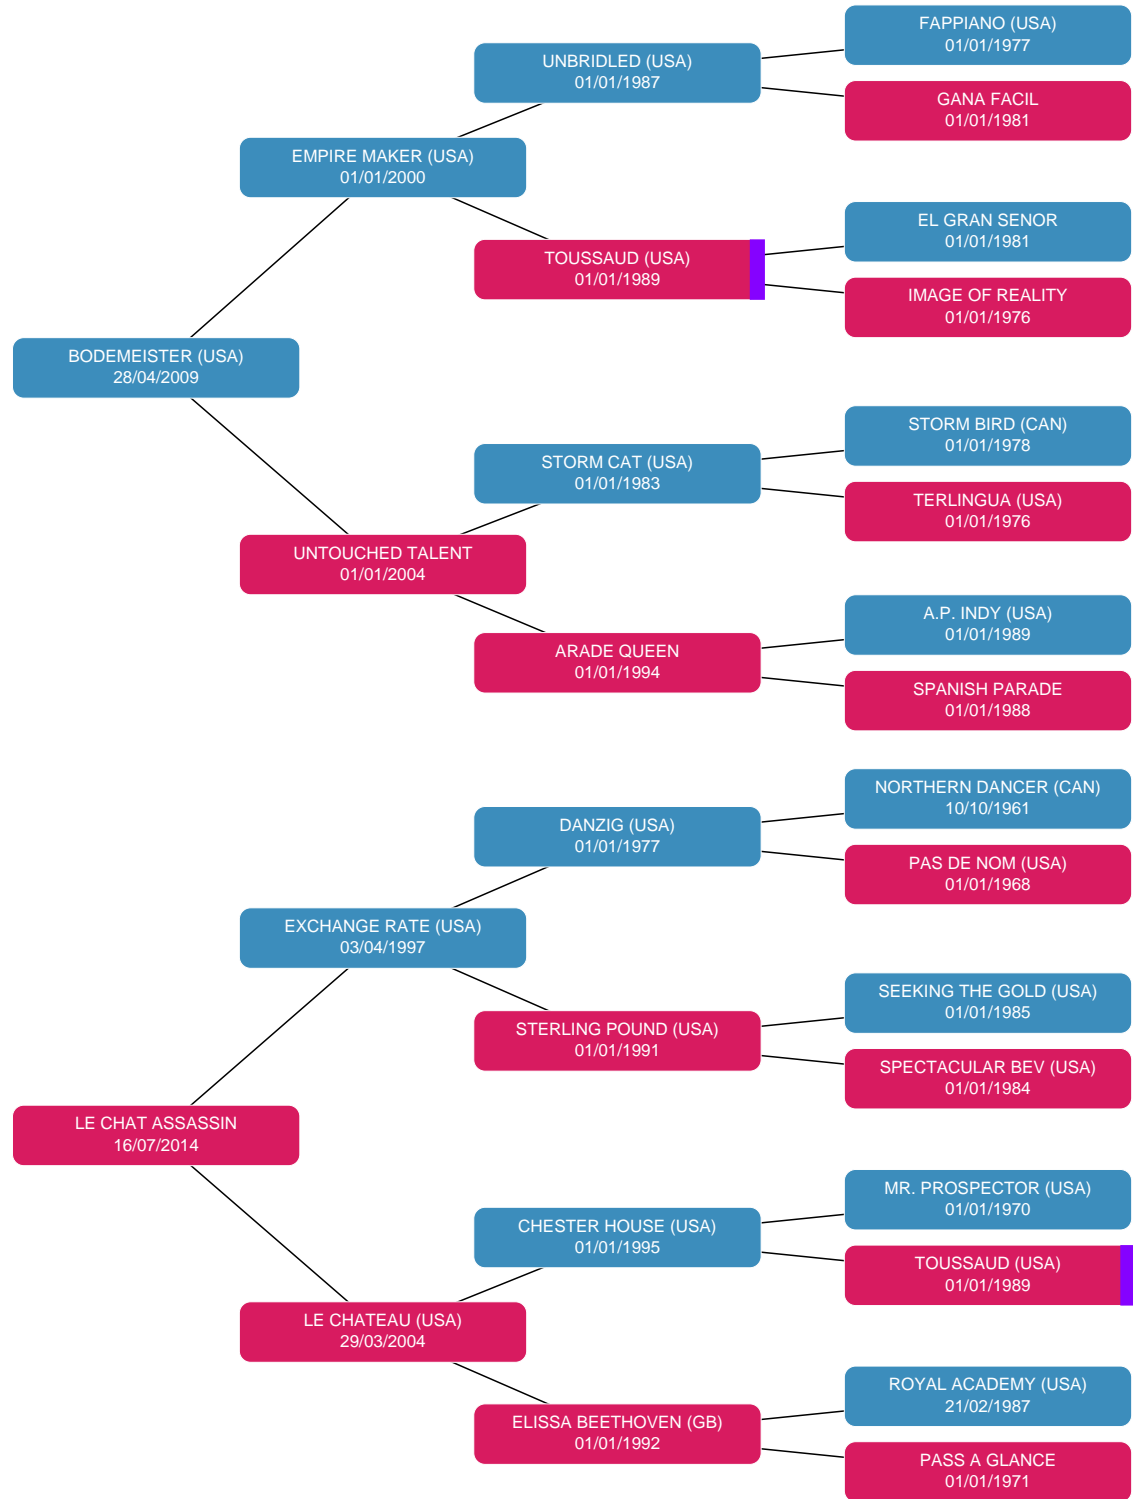 FAPPIANO (USA)
01/01/1977
UNBRIDLED (USA)
01/01/1987
GANA FACIL
01/01/1981
EMPIRE MAKER (USA)
01/01/2000
EL GRAN SENOR
01/01/1981
TOUSSAUD (USA)
01/01/1989
IMAGE OF REALITY
01/01/1976
BODEMEISTER (USA)
28/04/2009
STORM BIRD (CAN)
01/01/1978
STORM CAT (USA)
01/01/1983
TERLINGUA (USA)
01/01/1976
UNTOUCHED TALENT
01/01/2004
A.P. INDY (USA)
01/01/1989
ARADE QUEEN
01/01/1994
SPANISH PARADE
01/01/1988
NORTHERN DANCER (CAN)
10/10/1961
DANZIG (USA)
01/01/1977
PAS DE NOM (USA)
01/01/1968
EXCHANGE RATE (USA)
03/04/1997
SEEKING THE GOLD (USA)
01/01/1985
STERLING POUND (USA)
01/01/1991
SPECTACULAR BEV (USA)
01/01/1984
LE CHAT ASSASSIN
16/07/2014
MR. PROSPECTOR (USA)
01/01/1970
CHESTER HOUSE (USA)
01/01/1995
TOUSSAUD (USA)
01/01/1989
LE CHATEAU (USA)
29/03/2004
ROYAL ACADEMY (USA)
21/02/1987
ELISSA BEETHOVEN (GB)
01/01/1992
PASS A GLANCE
01/01/1971